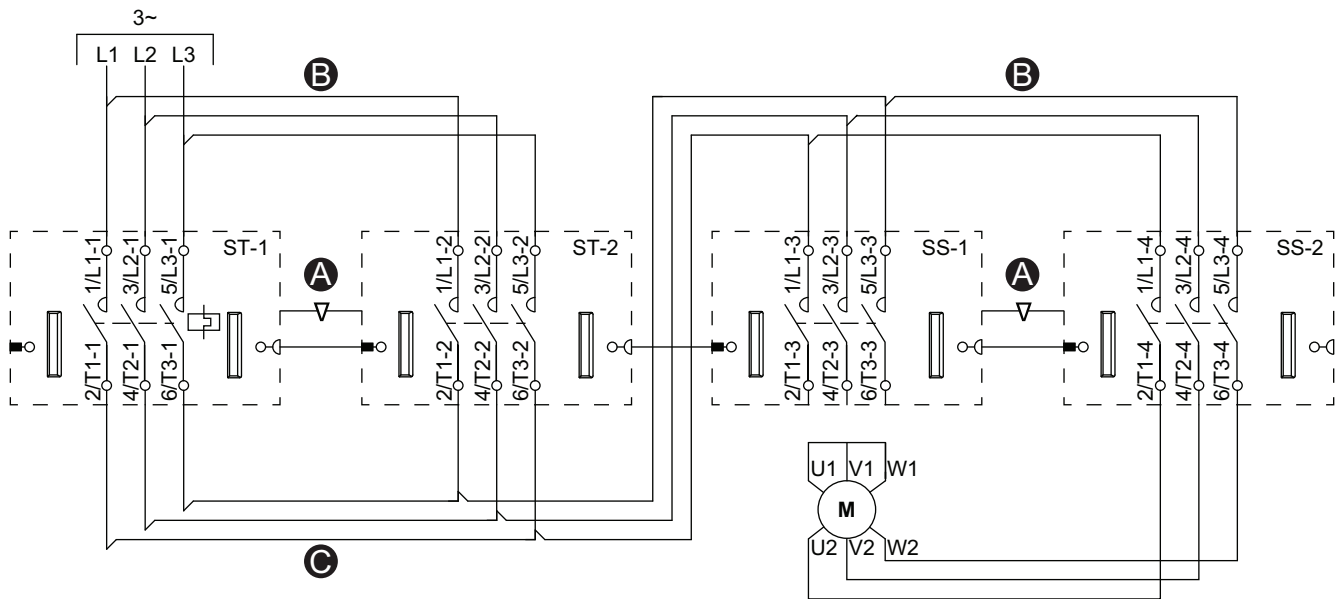 3~
L1 L2 L3
B B
1/L1-1 3/L2-1 5/L3-1 ST-1 A 1/L1-2 3/L2-2 5/L3-2 ST-2 1/L1-3 3/L2-3 5/L3-3 SS-1 A 1/L1-4 3/L2-4 5/L3-4 SS-2
2/T1-1 4/T2-1 6/T3-1 2/T1-2 4/T2-2 6/T3-2 2/T1-3 4/T2-3 6/T3-3 2/T1-4 4/T2-4 6/T3-4
U1 V1 W1
M
U2 V2 W2
C